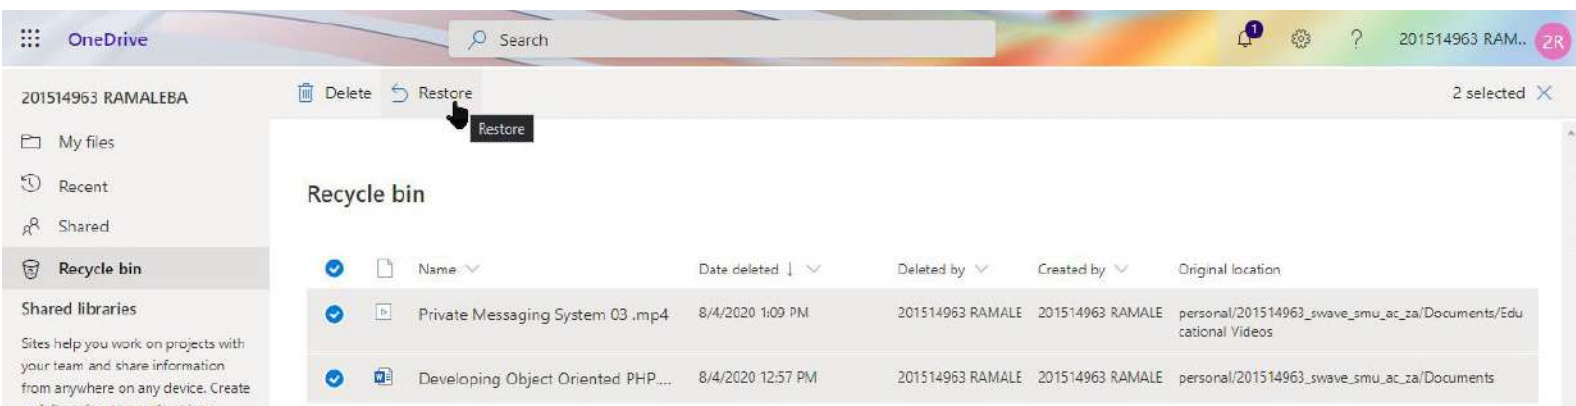 OneDrive
Search
1
?
201514963 RAM..
ZR
201514963 RAMALEBA
Delete
Restore
2 selected
Restore
My files
Recent
Shared
Recycle bin
Shared libraries
Sites help you work on projects with
your team and share information
from anywhere on any device. Create
Recycle bin
Name
Date deleted ↓
Deleted by
Created by
Original location
Private Messaging System 03 .mp4
8/4/2020 1:09 PM
201514963 RAMALE
201514963 RAMALE
personal/201514963_swave_smu_ac_za/Documents/Edu
cational Videos
Developing Object Oriented PHP....
8/4/2020 12:57 PM
201514963 RAMALE
201514963 RAMALE
personal/201514963_swave_smu_ac_za/Documents